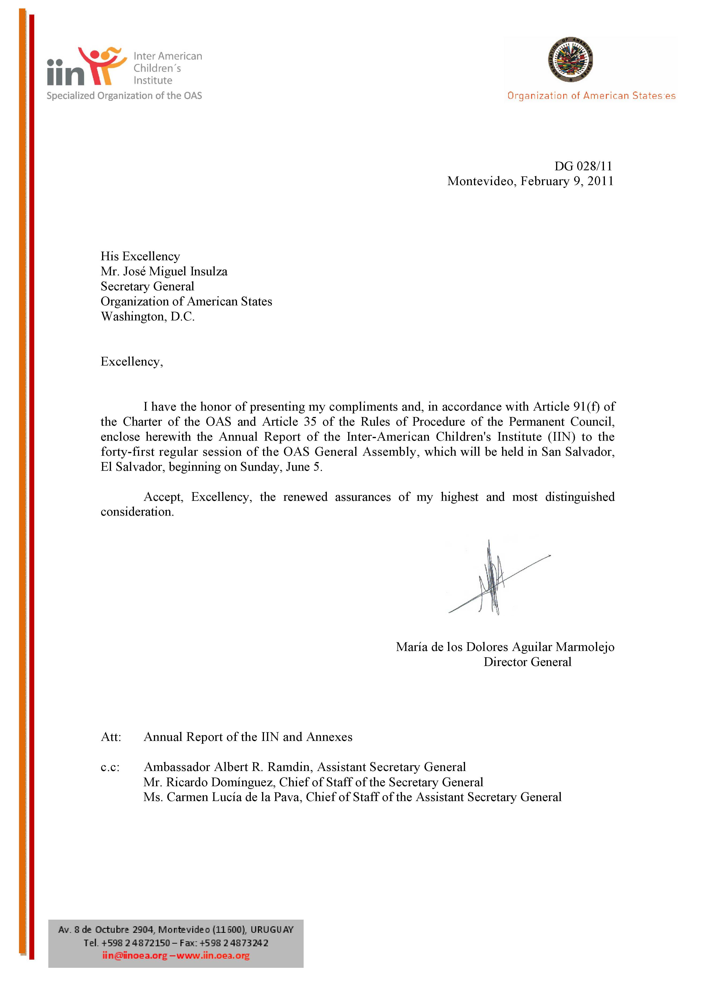 iin
Inter American
Children´s
Institute
Specialized Organization of the OAS
ORGANIZATION OF AMERICAN STATES
Organization of American States:es
DG 028/11
Montevideo, February 9, 2011
His Excellency
Mr. José Miguel Insulza
Secretary General
Organization of American States
Washington, D.C.
Excellency,
I have the honor of presenting my compliments and, in accordance with Article 91(f) of
the Charter of the OAS and Article 35 of the Rules of Procedure of the Permanent Council,
enclose herewith the Annual Report of the Inter-American Children's Institute (IIN) to the
forty-first regular session of the OAS General Assembly, which will be held in San Salvador,
El Salvador, beginning on Sunday, June 5.
Accept, Excellency, the renewed assurances of my highest and most distinguished
consideration.
María de los Dolores Aguilar Marmolejo
Director General
Att: Annual Report of the IIN and Annexes
c.c: Ambassador Albert R. Ramdin, Assistant Secretary General
Mr. Ricardo Domínguez, Chief of Staff of the Secretary General
Ms. Carmen Lucía de la Pava, Chief of Staff of the Assistant Secretary General
Av. 8 de Octubre 2904, Montevideo (11600), URUGUAY
Tel. +598 2 4872150 – Fax: +598 2 4873242
iin@iinoea.org – www.iin.oea.org